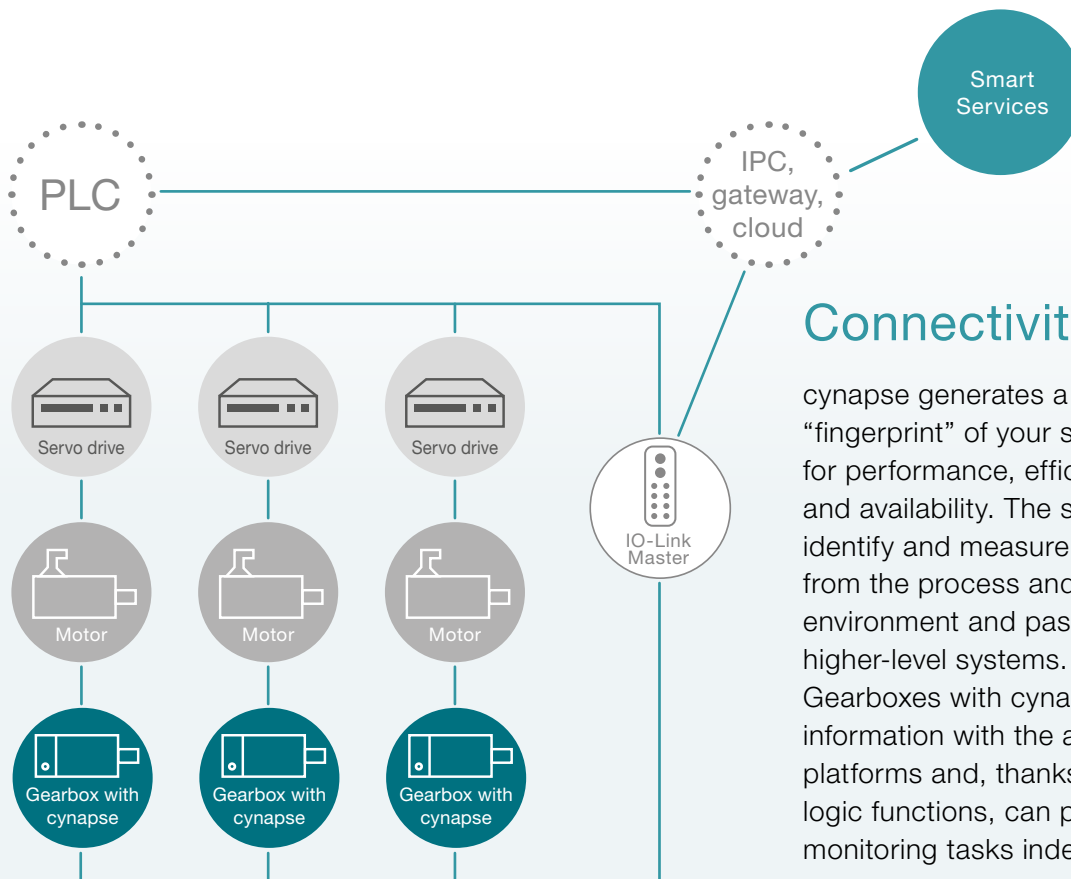 Smart
Services
PLC
IPC,
gateway,
cloud
Servo drive
Servo drive
Servo drive
IO-Link
Master
Motor
Motor
Motor
Gearbox with
cynapse
Gearbox with
cynapse
Gearbox with
cynapse
Connectivit
cynapse generates a
“fingerprint” of your s
for performance, effic
and availability. The s
identify and measure
from the process and
environment and pas
higher-level systems.
Gearboxes with cyna
information with the a
platforms and, thanks
logic functions, can p
monitoring tasks inde